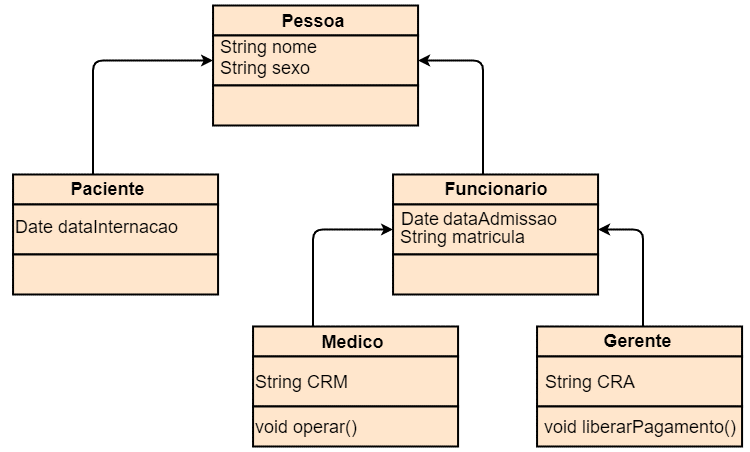 Pessoa
String nome
String sexo
Paciente
Date dataInternacao
Funcionario
Date dataAdmissao
String matricula
Medico
String CRM
void operar()
Gerente
String CRA
void liberarPagamento()